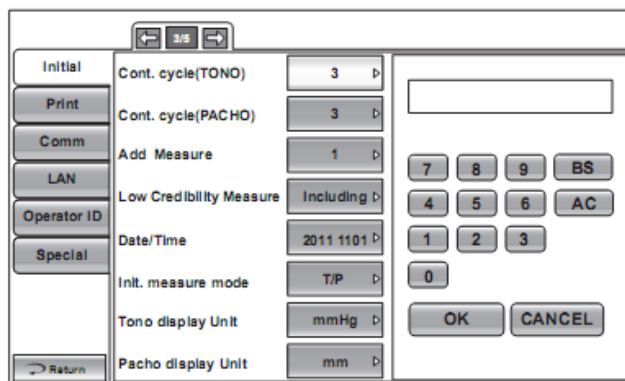 3/5
Initial
Print
Comm
LAN
Operator ID
Special
Return
Cont. cycle(TONO) 3
Cont. cycle(PACHO) 3
Add Measure 1
Low Credibility Measure Including
Date/Time 2011 1101
Init. measure mode T/P
Tono display Unit mmHg
Pacho display Unit mm
7 8 9 BS
4 5 6 AC
1 2 3
0
OK CANCEL